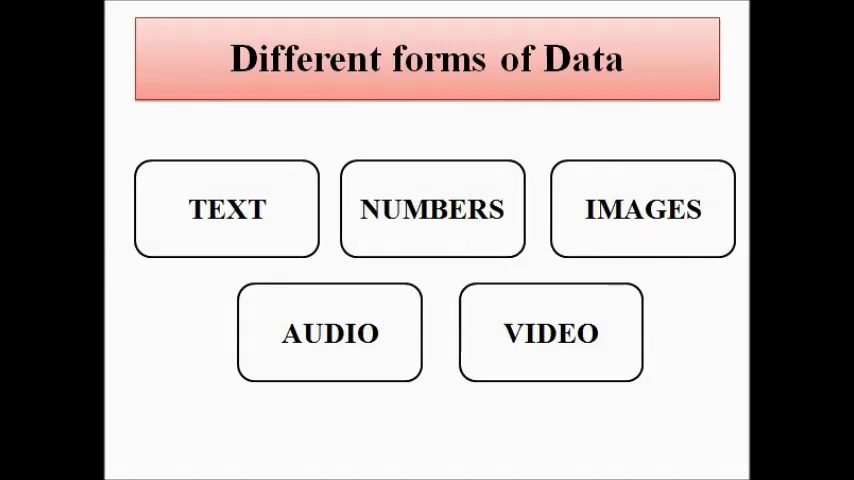 Different forms of Data
TEXT
NUMBERS
IMAGES
AUDIO
VIDEO